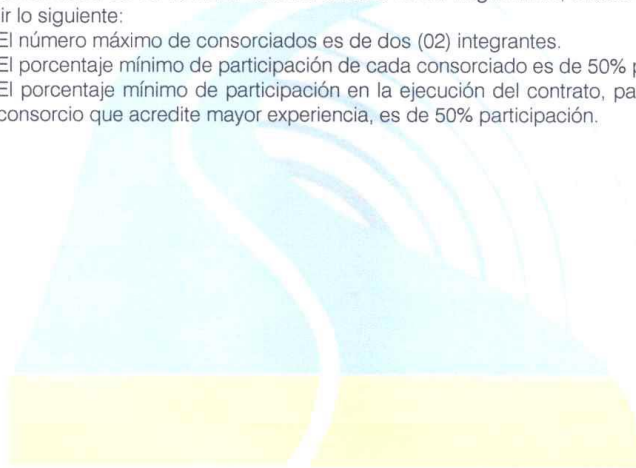 ir lo siguiente:
El número máximo de consorciados es de dos (02) integrantes.
El porcentaje mínimo de participación de cada consorciado es de 50%
El porcentaje mínimo de participación en la ejecución del contrato,
consorcio que acredite mayor experiencia, es de 50% participación.